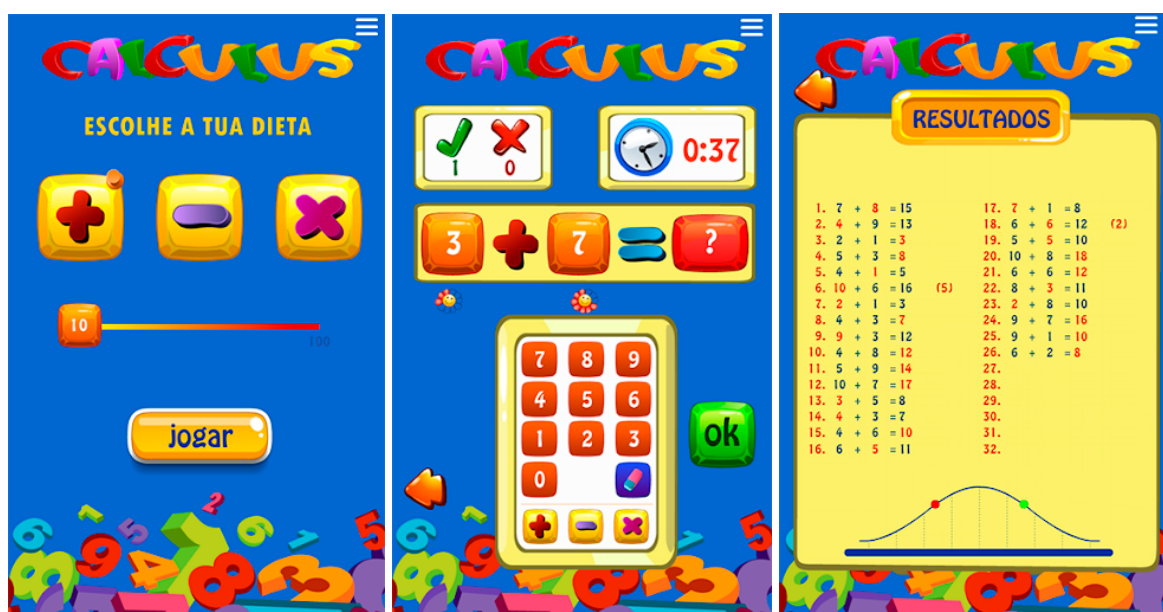 CALCULUS
ESCOLHE A TUA DIETA
+ - ×
10
100
jogar
CALCULUS
1 0
0:37
3 + 7 = ?
7 8 9
4 5 6
1 2 3
0
+ - ×
ok
CALCULUS
RESULTADOS
1. 7 + 8 = 15
2. 4 + 9 = 13
3. 2 + 1 = 3
4. 5 + 3 = 8
5. 4 + 1 = 5
6. 10 + 6 = 16 (5)
7. 2 + 1 = 3
8. 4 + 3 = 7
9. 9 + 3 = 12
10. 4 + 8 = 12
11. 5 + 9 = 14
12. 10 + 7 = 17
13. 3 + 5 = 8
14. 4 + 3 = 7
15. 4 + 6 = 10
16. 6 + 5 = 11
17. 7 + 1 = 8
18. 6 + 6 = 12 (2)
19. 5 + 5 = 10
20. 10 + 8 = 18
21. 6 + 6 = 12
22. 8 + 3 = 11
23. 2 + 8 = 10
24. 9 + 7 = 16
25. 9 + 1 = 10
26. 6 + 2 = 8
27.
28.
29.
30.
31.
32.